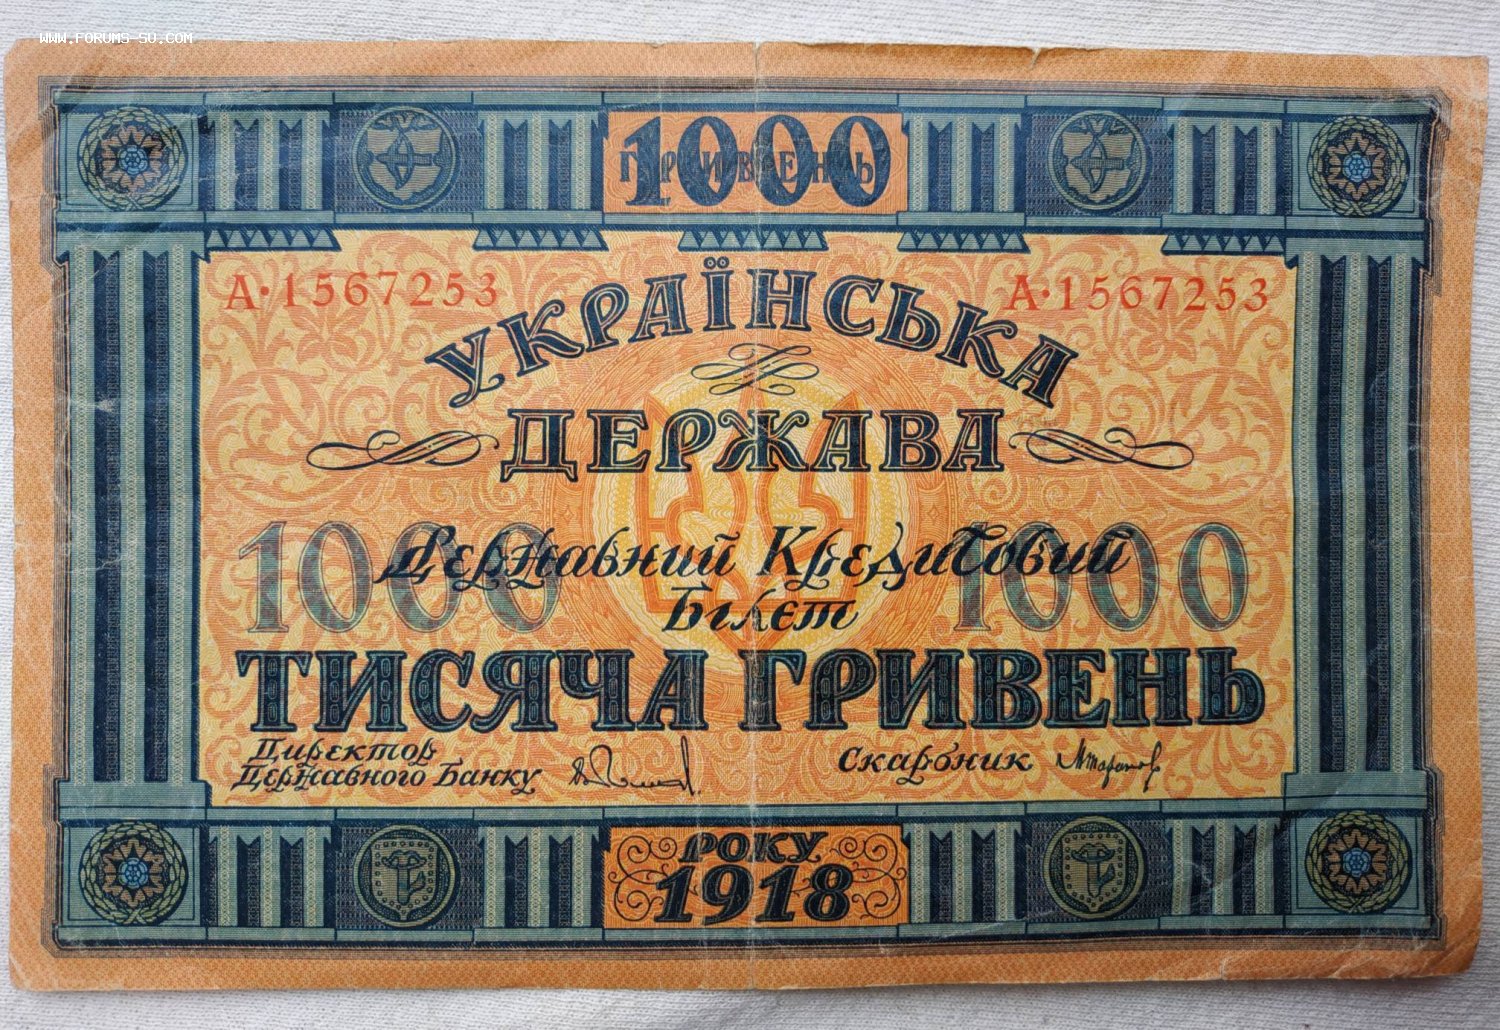 WWW.FORUMS-SU.COM
1000
ГРИВЕНЬ
А·1567253 А·1567253
УКРАЇНСЬКА
ДЕРЖАВА
1000 1000
Державний Кредитовий
Білєт
ТИСЯЧА ГРИВЕНЬ
Директор
Державного Банку
Скарбник
РОКУ
1918